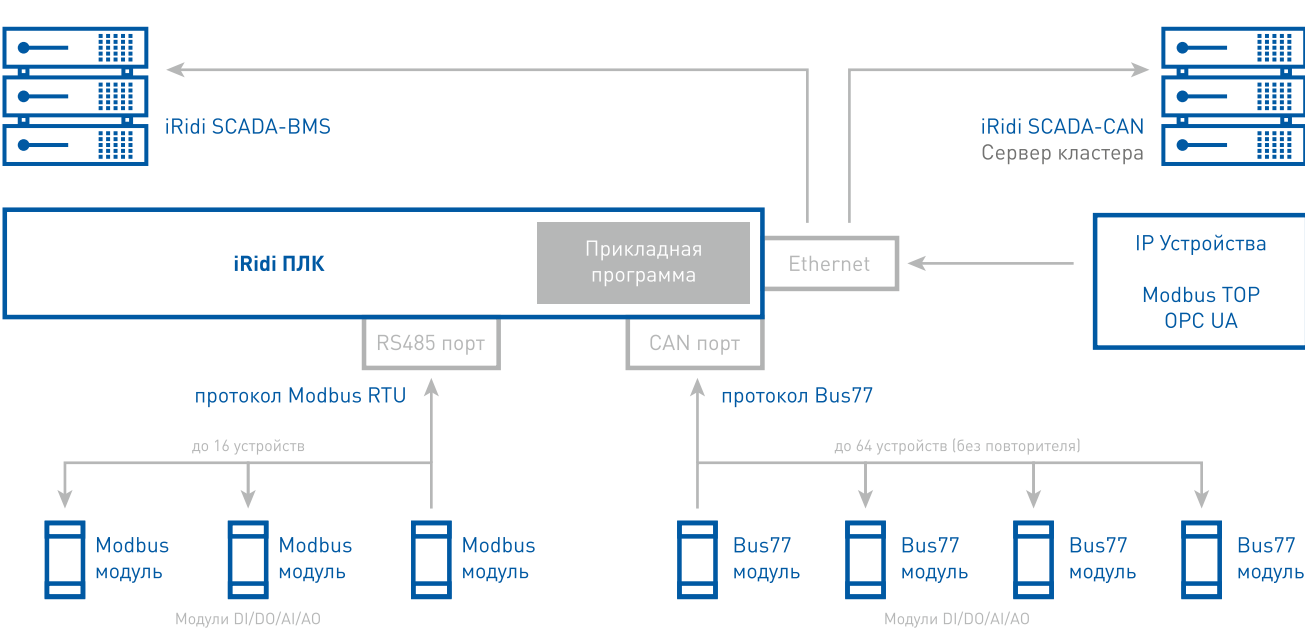 iRidi SCADA-BMS
iRidi SCADA-CAN
Сервер кластера
iRidi ПЛК
Прикладная
программа
Ethernet
IP Устройства
Modbus TOP
OPC UA
RS485 порт
CAN порт
протокол Modbus RTU
протокол Bus77
до 16 устройств
до 64 устройств (без повторителя)
Modbus
модуль
Modbus
модуль
Modbus
модуль
Bus77
модуль
Bus77
модуль
Bus77
модуль
Bus77
модуль
Модули DI/DO/AI/AO
Модули DI/DO/AI/AO